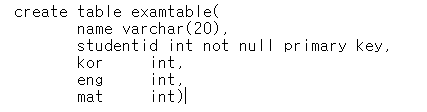 create table examtable(
name varchar(20),
studentid int not null primary key,
kor int,
eng int,
mat int)